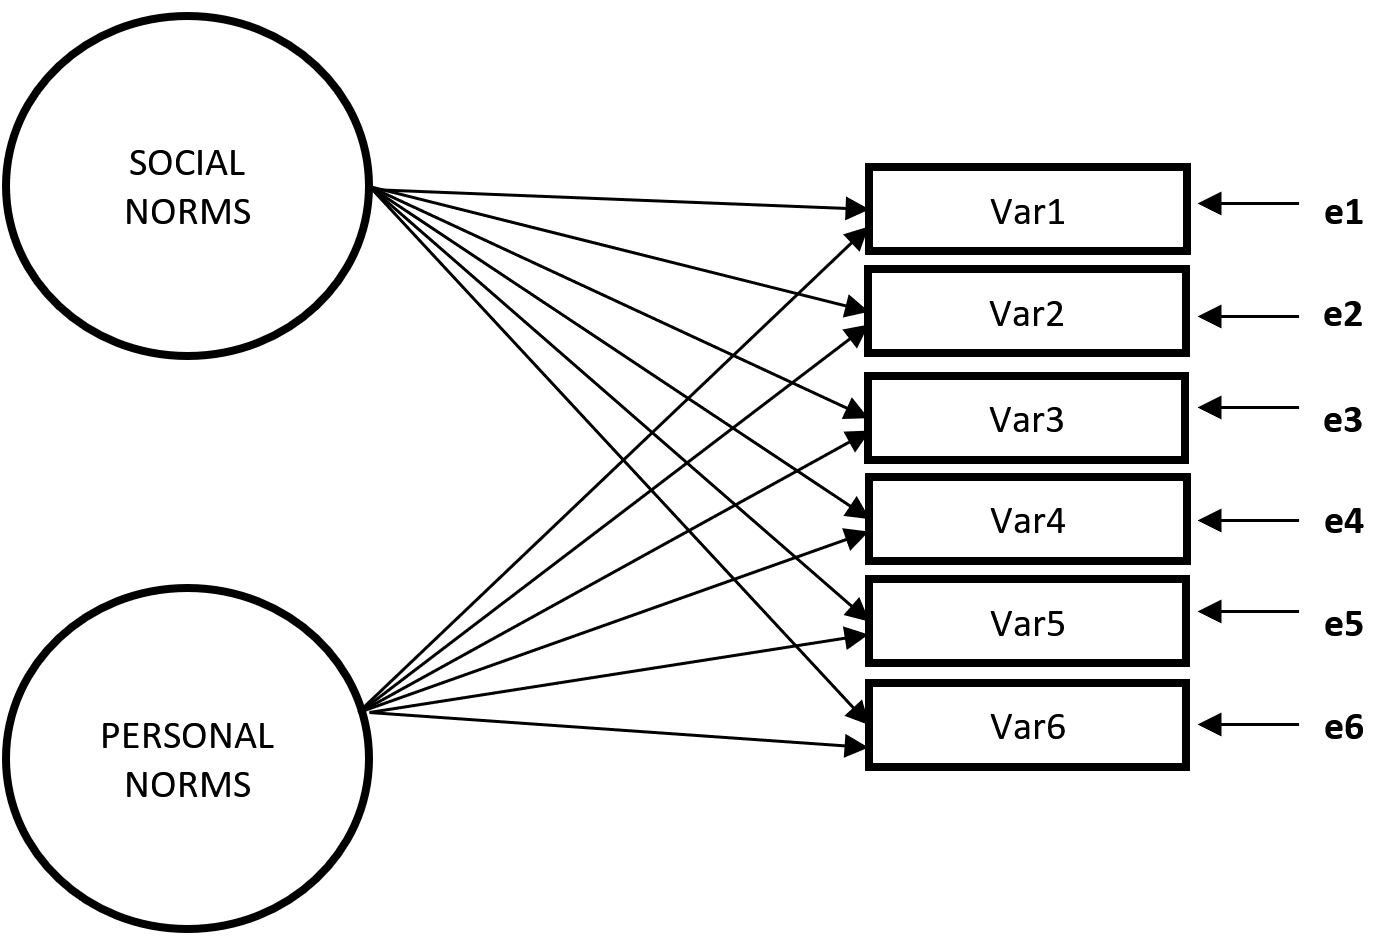 SOCIAL
NORMS
PERSONAL
NORMS
Var1
e1
Var2
e2
Var3
e3
Var4
e4
Var5
e5
Var6
e6